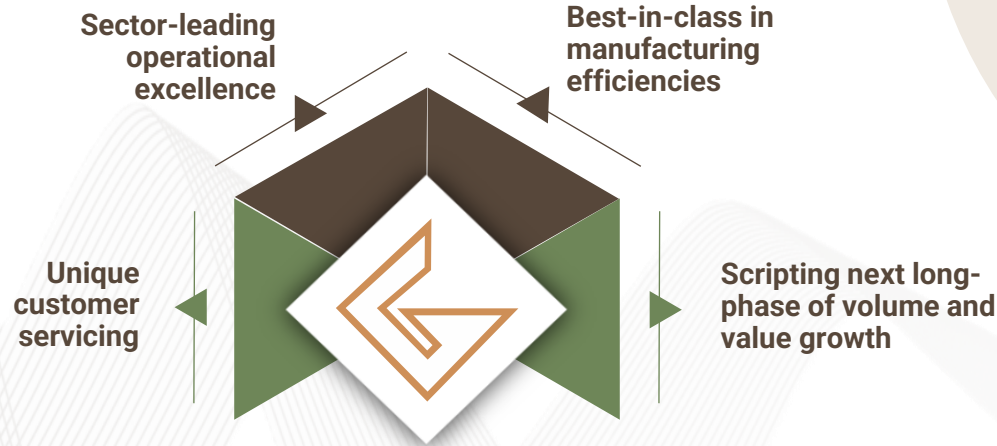 Sector-leading
operational
excellence
Best-in-class in
manufacturing
efficiencies
Unique
customer
servicing
Scripting next long-
phase of volume and
value growth